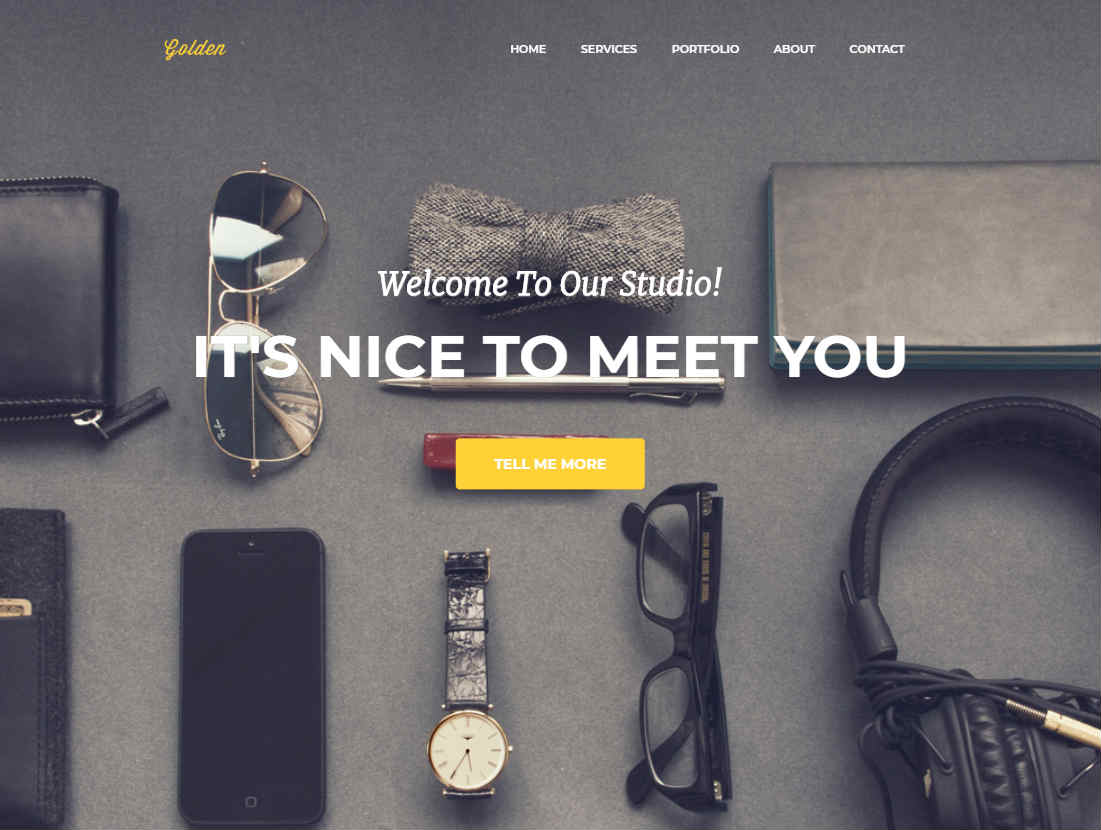 Golden
HOME SERVICES PORTFOLIO ABOUT CONTACT
Welcome To Our Studio!
IT'S NICE TO MEET YOU
TELL ME MORE